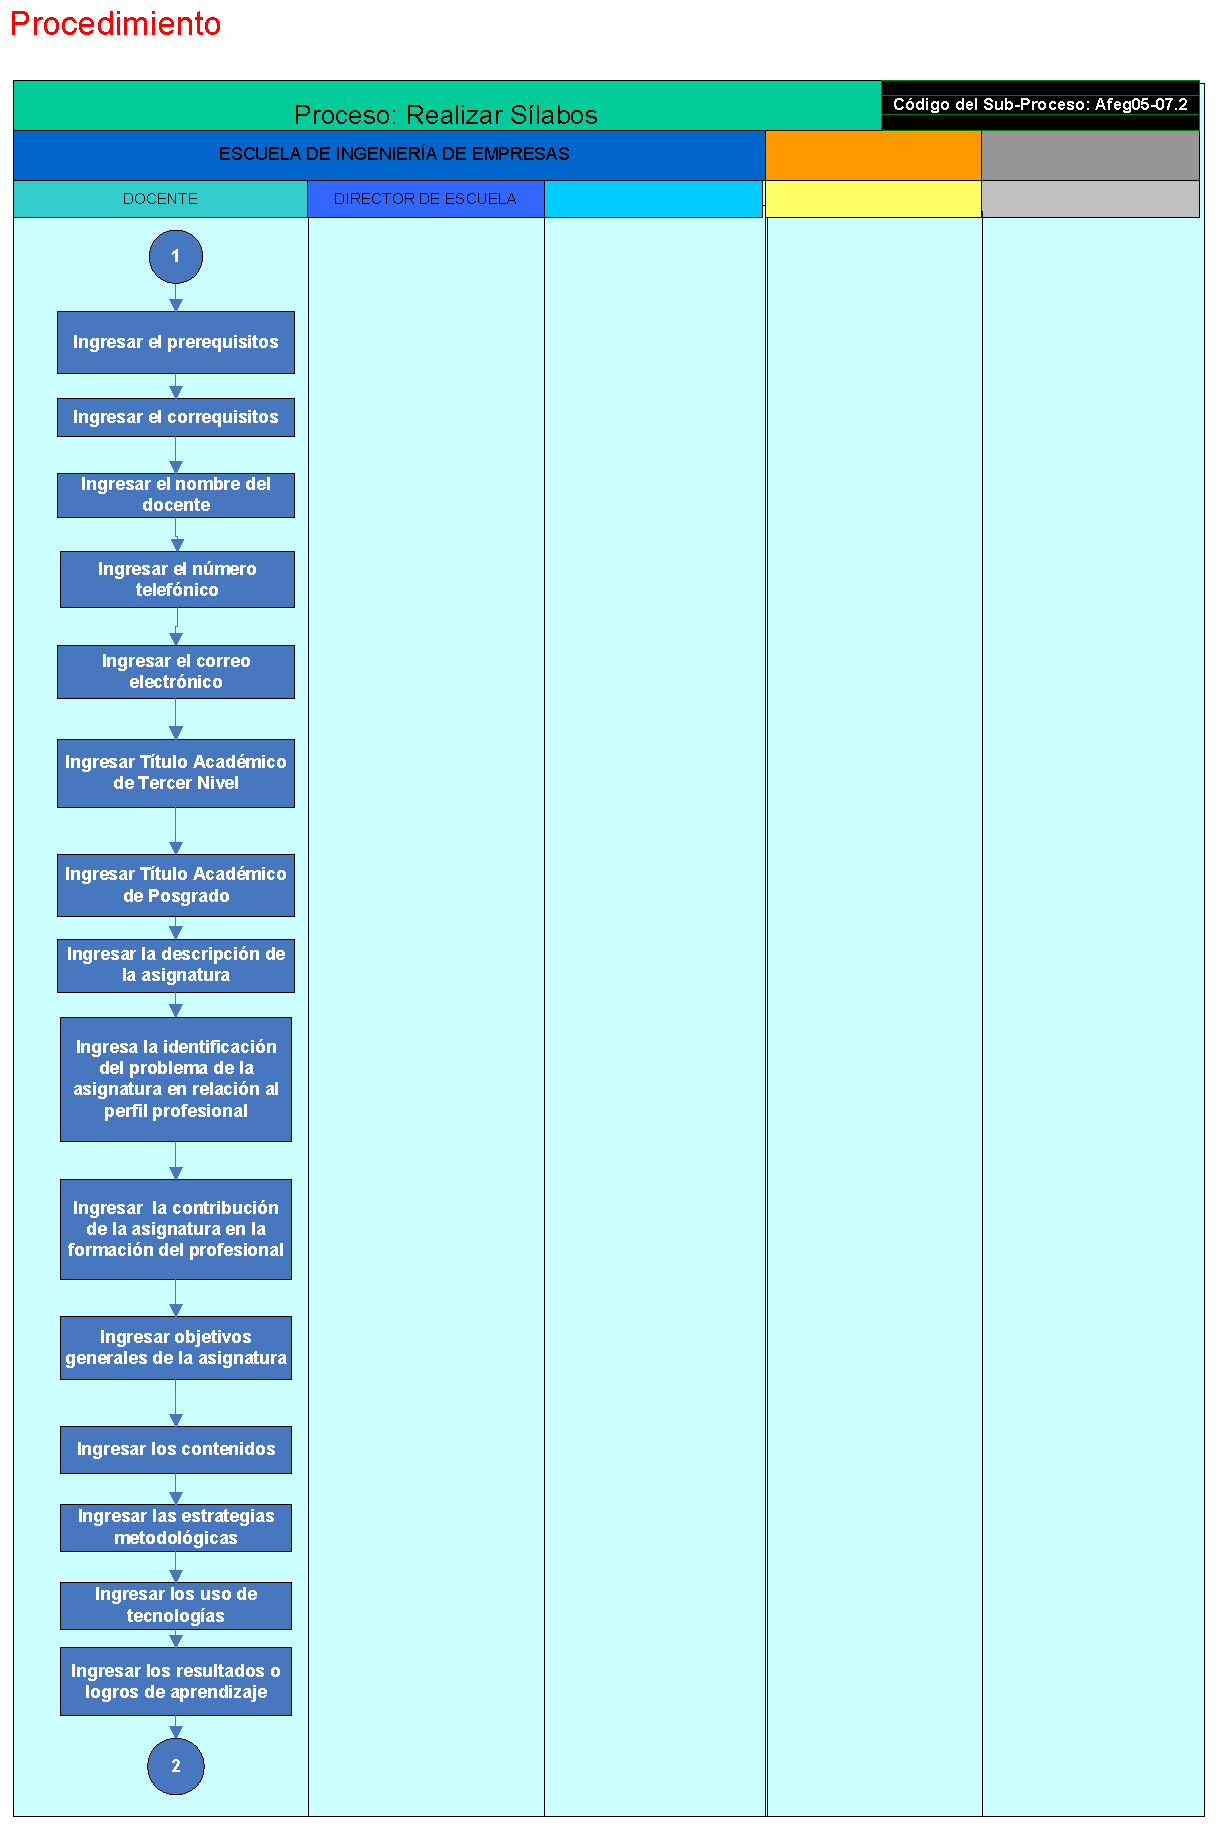 Procedimiento
Proceso: Realizar Sílabos
Código del Sub-Proceso: Afeg05-07.2
ESCUELA DE INGENIERÍA DE EMPRESAS
DOCENTE
DIRECTOR DE ESCUELA
1
Ingresar el prerequisitos
Ingresar el correquisitos
Ingresar el nombre del
docente
Ingresar el número
telefónico
Ingresar el correo
electrónico
Ingresar Título Académico
de Tercer Nivel
Ingresar Título Académico
de Posgrado
Ingresar la descripción de
la asignatura
Ingresa la identificación
del problema de la
asignatura en relación al
perfil profesional
Ingresar  la contribución
de la asignatura en la
formación del profesional
Ingresar objetivos
generales de la asignatura
Ingresar los contenidos
Ingresar las estrategias
metodológicas
Ingresar los uso de
tecnologías
Ingresar los resultados o
logros de aprendizaje
2